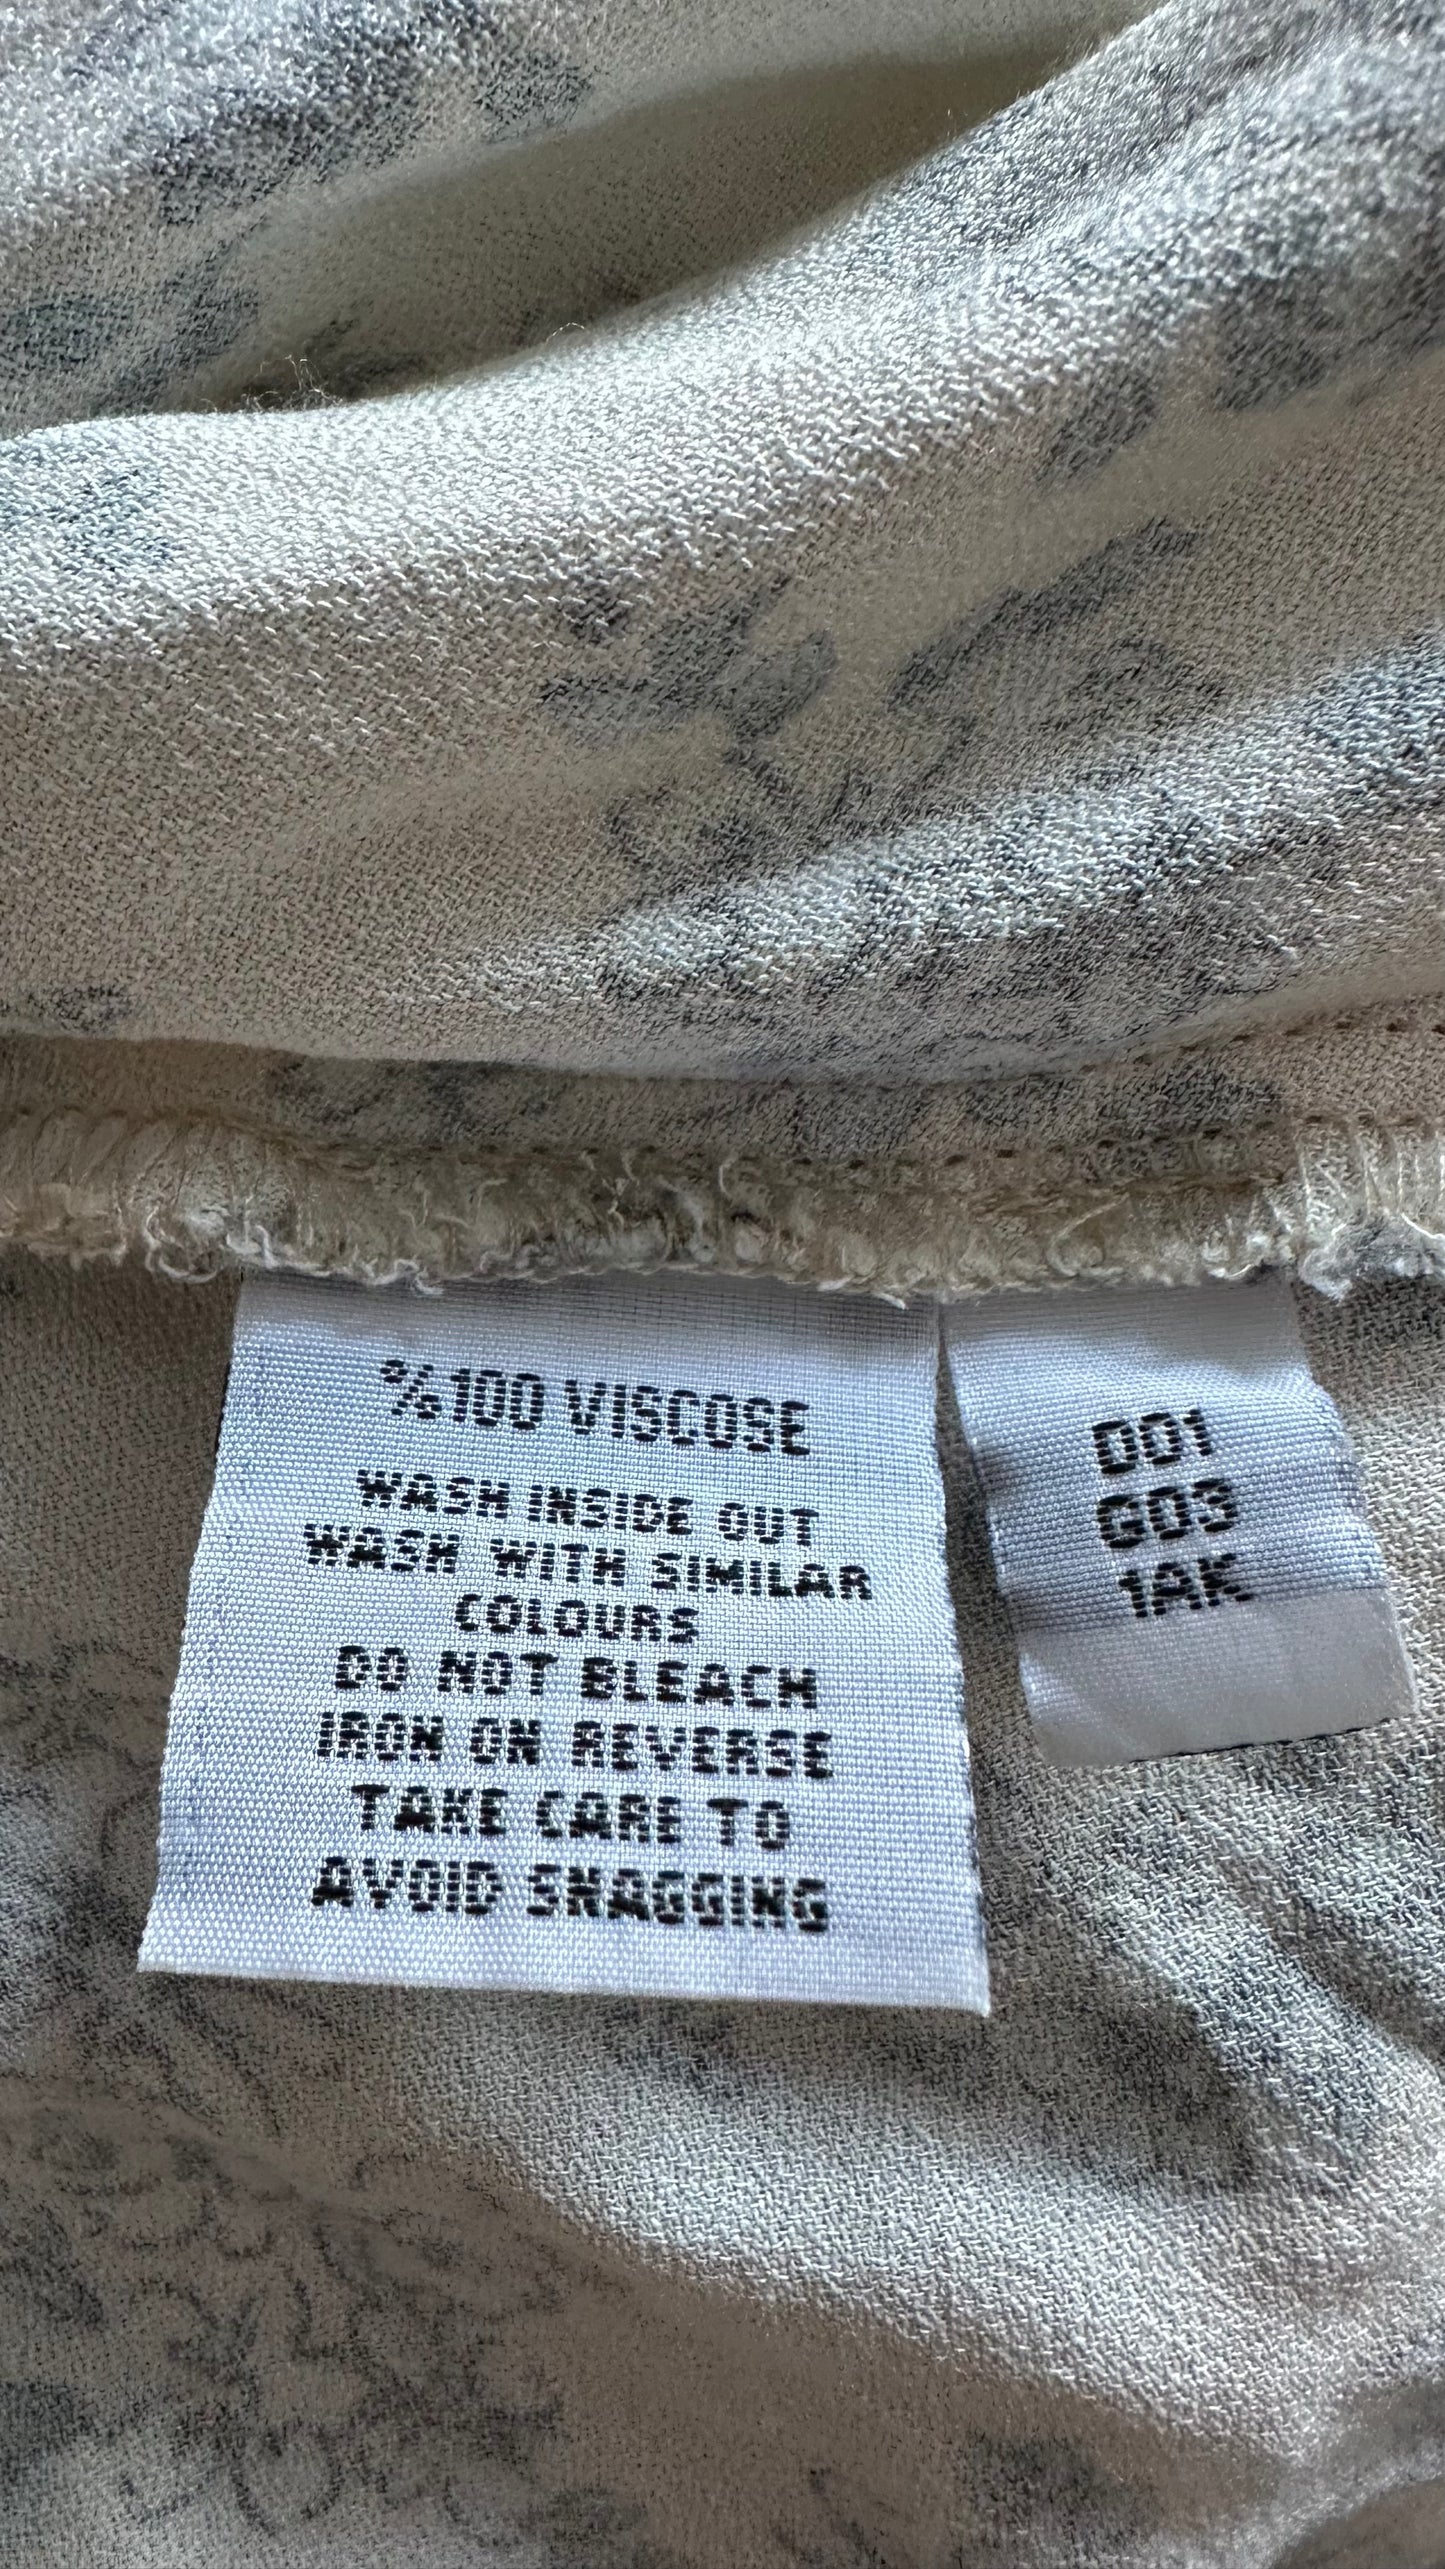 %100 VISCOSE
WASH INSIDE OUT
WASH WITH SIMILAR
COLOURS
DO NOT BLEACH
IRON ON REVERSE
TAKE CARE TO
AVOID SNAGGING
D01
G03
1AK